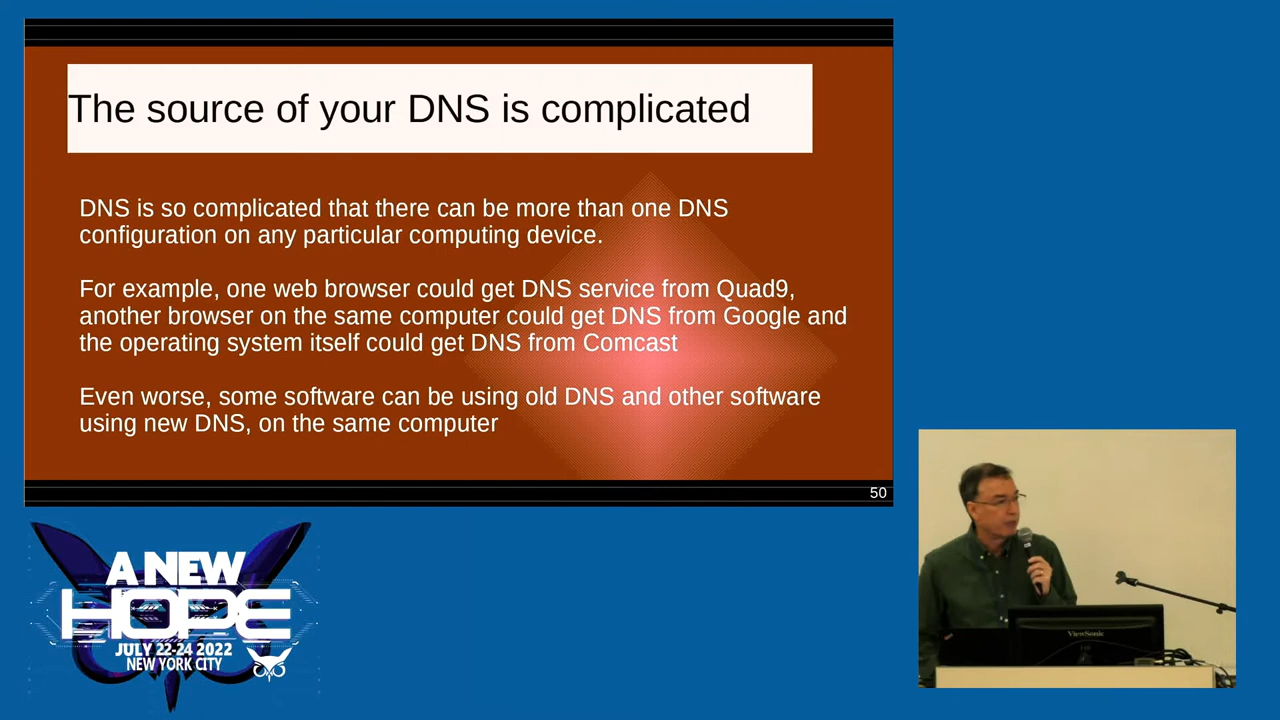 The source of your DNS is complicated
DNS is so complicated that there can be more than one DNS
configuration on any particular computing device.
For example, one web browser could get DNS service from Quad9,
another browser on the same computer could get DNS from Google and
the operating system itself could get DNS from Comcast
Even worse, some software can be using old DNS and other software
using new DNS, on the same computer
50
A NEW
HOPE
JULY 22-24 2022
NEW YORK CITY
ViewSonic